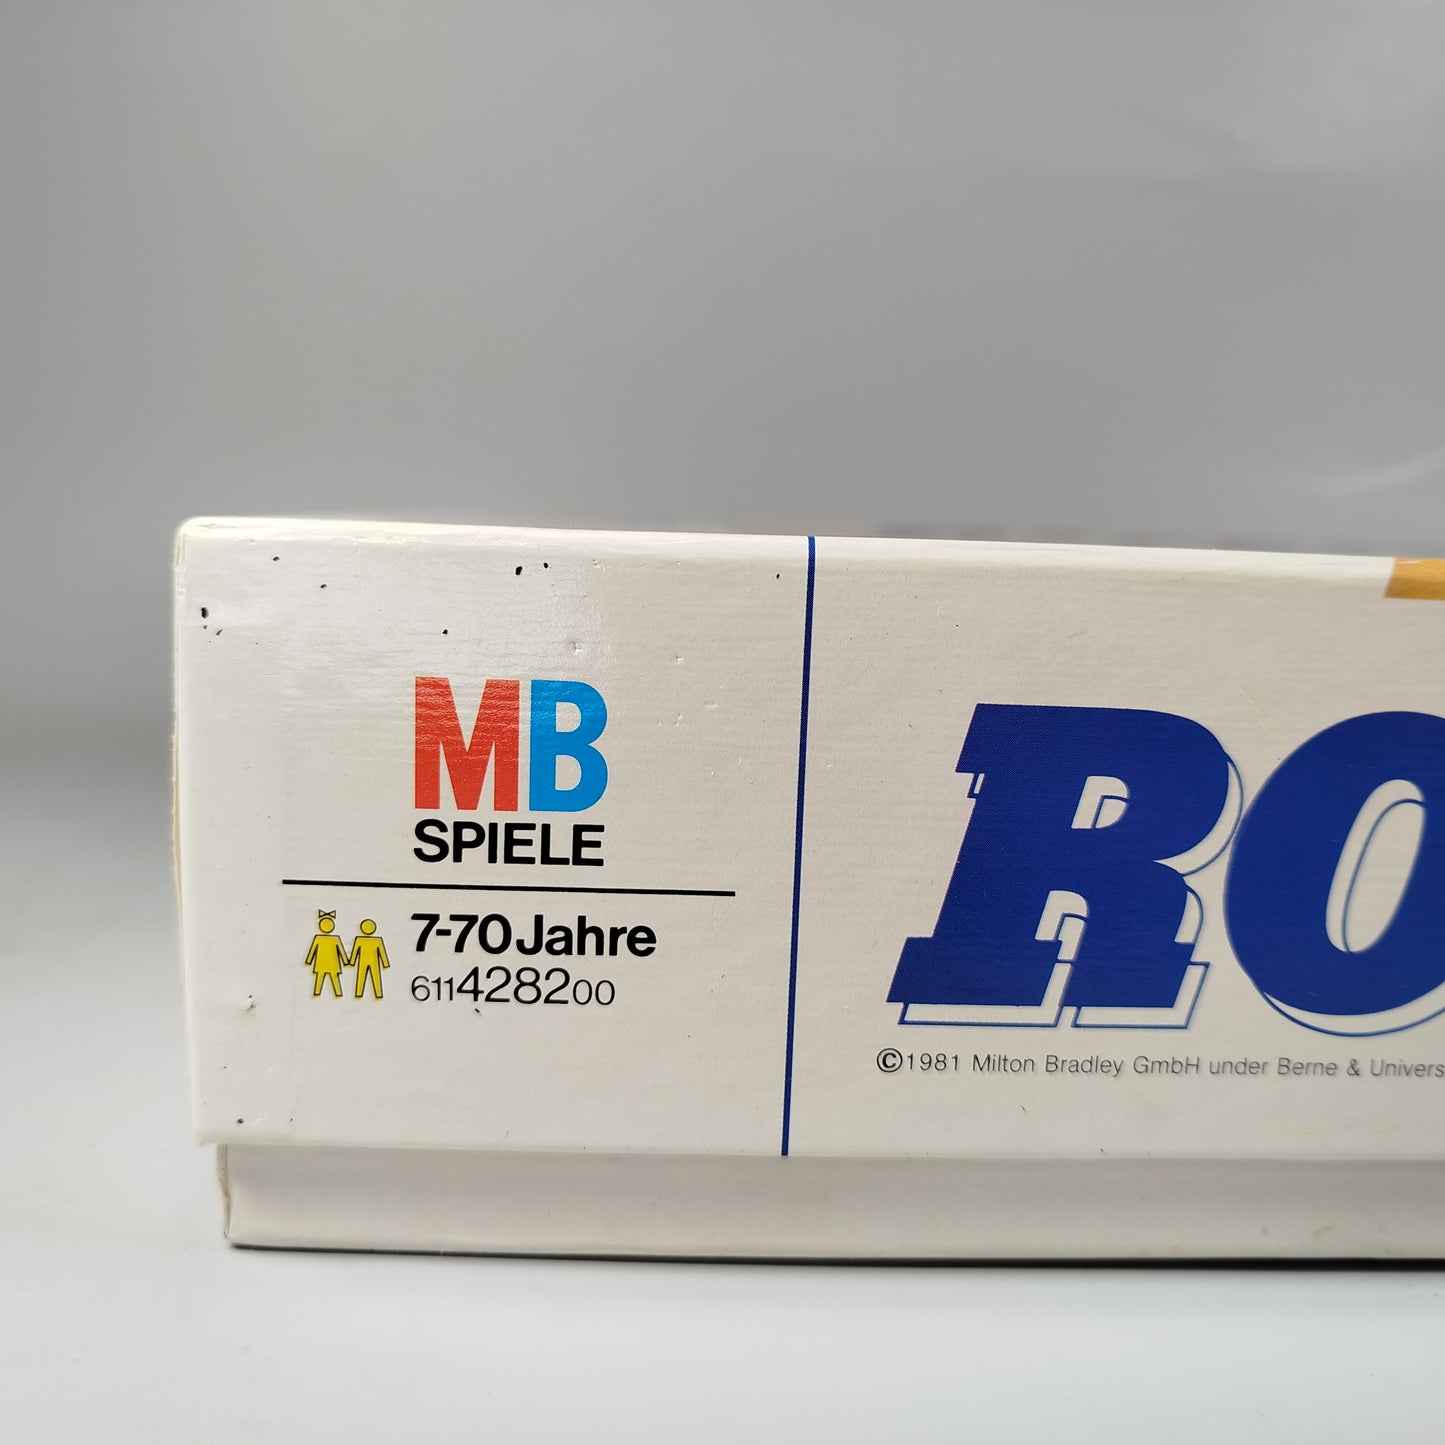 MB
SPIELE
7-70 Jahre
611428200
RO
©1981 Milton Bradley GmbH under Berne & Univers